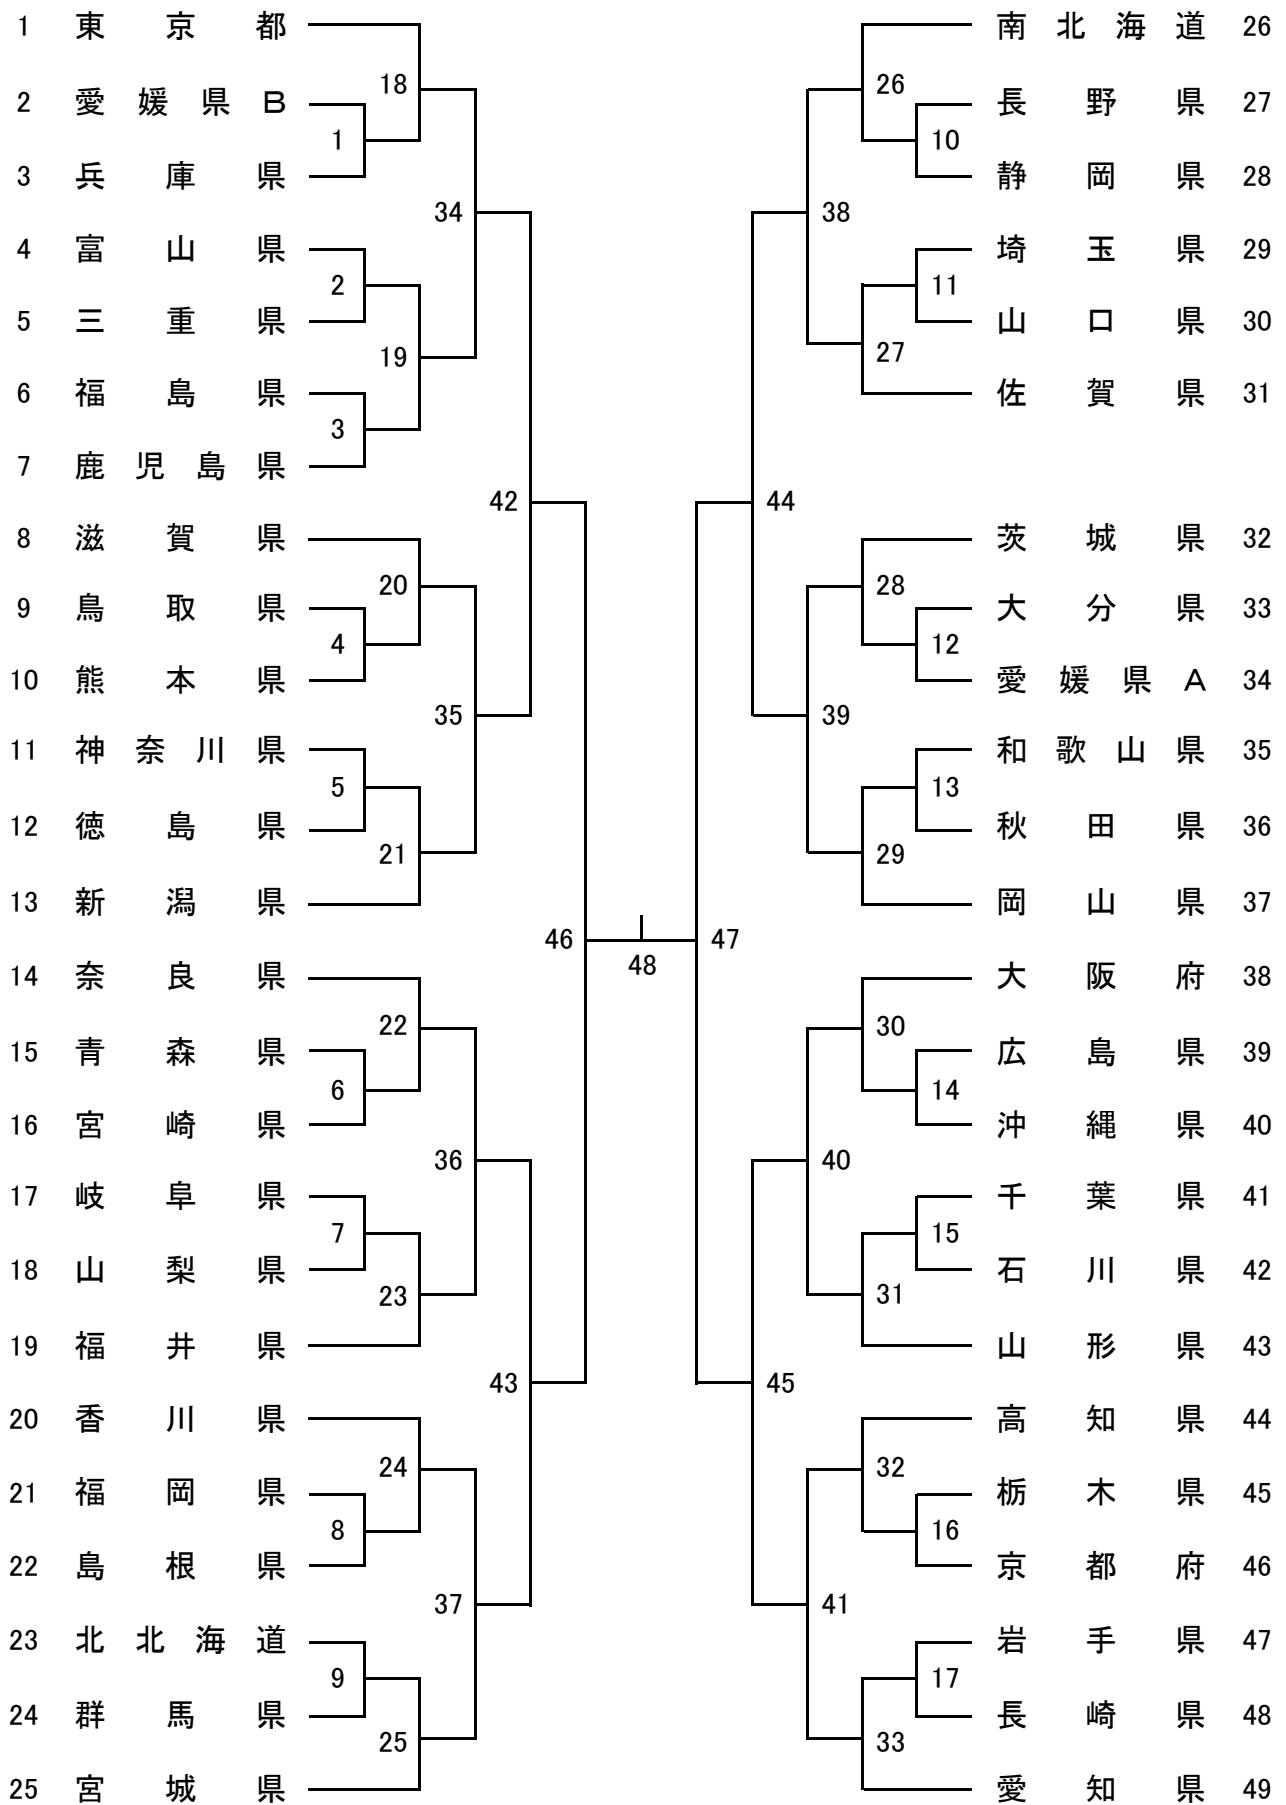 1 東京都 18 26 南北海道 26
2 愛媛県B 長野県 27
1 10
3 兵庫県 静岡県 28
34 38
4 富山県 埼玉県 29
2 11
5 三重県 山口県 30
19 27
6 福島県 佐賀県 31
3
7 鹿児島県
42 44
8 滋賀県 茨城県 32
20 28
9 鳥取県 大分県 33
4 12
10 熊本県 愛媛県A 34
35 39
11 神奈川県 和歌山県 35
5 13
12 徳島県 秋田県 36
21 29
13 新潟県 岡山県 37
46 48 47
14 奈良県 大阪府 38
22 30
15 青森県 広島県 39
6 14
16 宮崎県 沖縄県 40
36 40
17 岐阜県 千葉県 41
7 15
18 山梨県 石川県 42
23 31
19 福井県 山形県 43
43 45
20 香川県 高知県 44
24 32
21 福岡県 栃木県 45
8 16
22 島根県 京都府 46
37 41
23 北北海道 岩手県 47
9 17
24 群馬県 長崎県 48
25 33
25 宮城県 愛知県 49